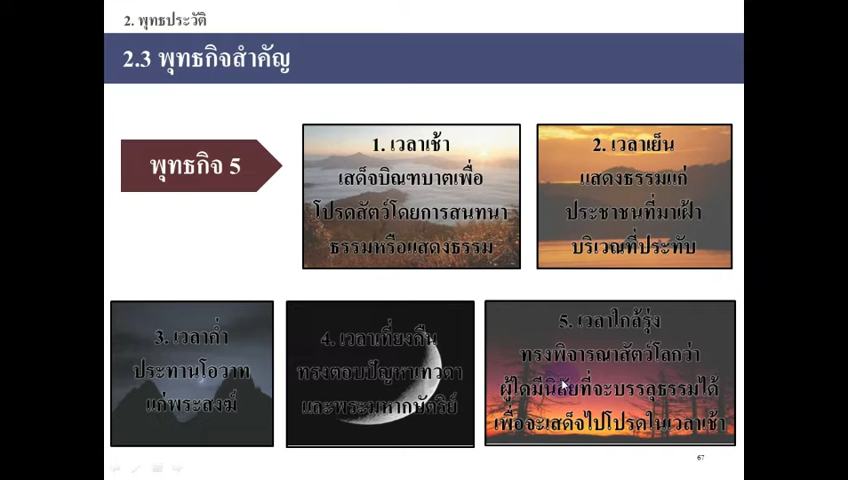 2. พุทธประวัติ
2.3 พุทธกิจสำคัญ
พุทธกิจ 5
1. เวลาเช้า
เสด็จบิณฑบาตเพื่อ
โปรดสัตว์โดยการสนทนา
ธรรมหรือแสดงธรรม
2. เวลาเย็น
แสดงธรรมแก่
ประชาชนที่มาเฝ้า
บริเวณที่ประทับ
3. เวลาค่ำ
ประทานโอวาท
แก่พระสงฆ์
4. เวลาเที่ยงคืน
ทรงตอบปัญหาเทวดา
และพระมหากษัตริย์
5. เวลาใกล้รุ่ง
ทรงพิจารณาสัตว์โลกว่า
ผู้ใดมีนิสัยที่จะบรรลุธรรมได้
เพื่อจะเสด็จไปโปรดในเวลาเช้า
67